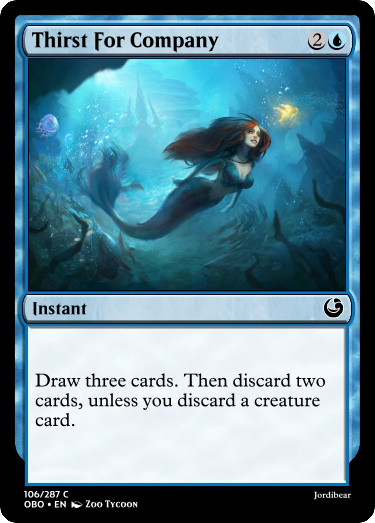 Thirst For Company 2
Instant
Draw three cards. Then discard two
cards, unless you discard a creature
card.
106/287 C
OBO • EN Zoo Tycoon
Jordibear